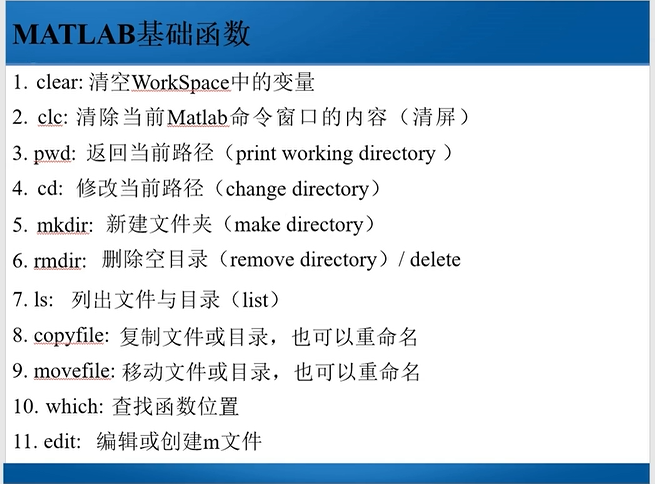 MATLAB基础函数
1. clear: 清空WorkSpace中的变量
2. clc: 清除当前Matlab命令窗口的内容（清屏）
3. pwd: 返回当前路径（print working directory ）
4. cd: 修改当前路径（change directory）
5. mkdir: 新建文件夹（make directory）
6. rmdir: 删除空目录（remove directory）/ delete
7. ls: 列出文件与目录（list）
8. copyfile: 复制文件或目录，也可以重命名
9. movefile: 移动文件或目录，也可以重命名
10. which: 查找函数位置
11. edit: 编辑或创建m文件